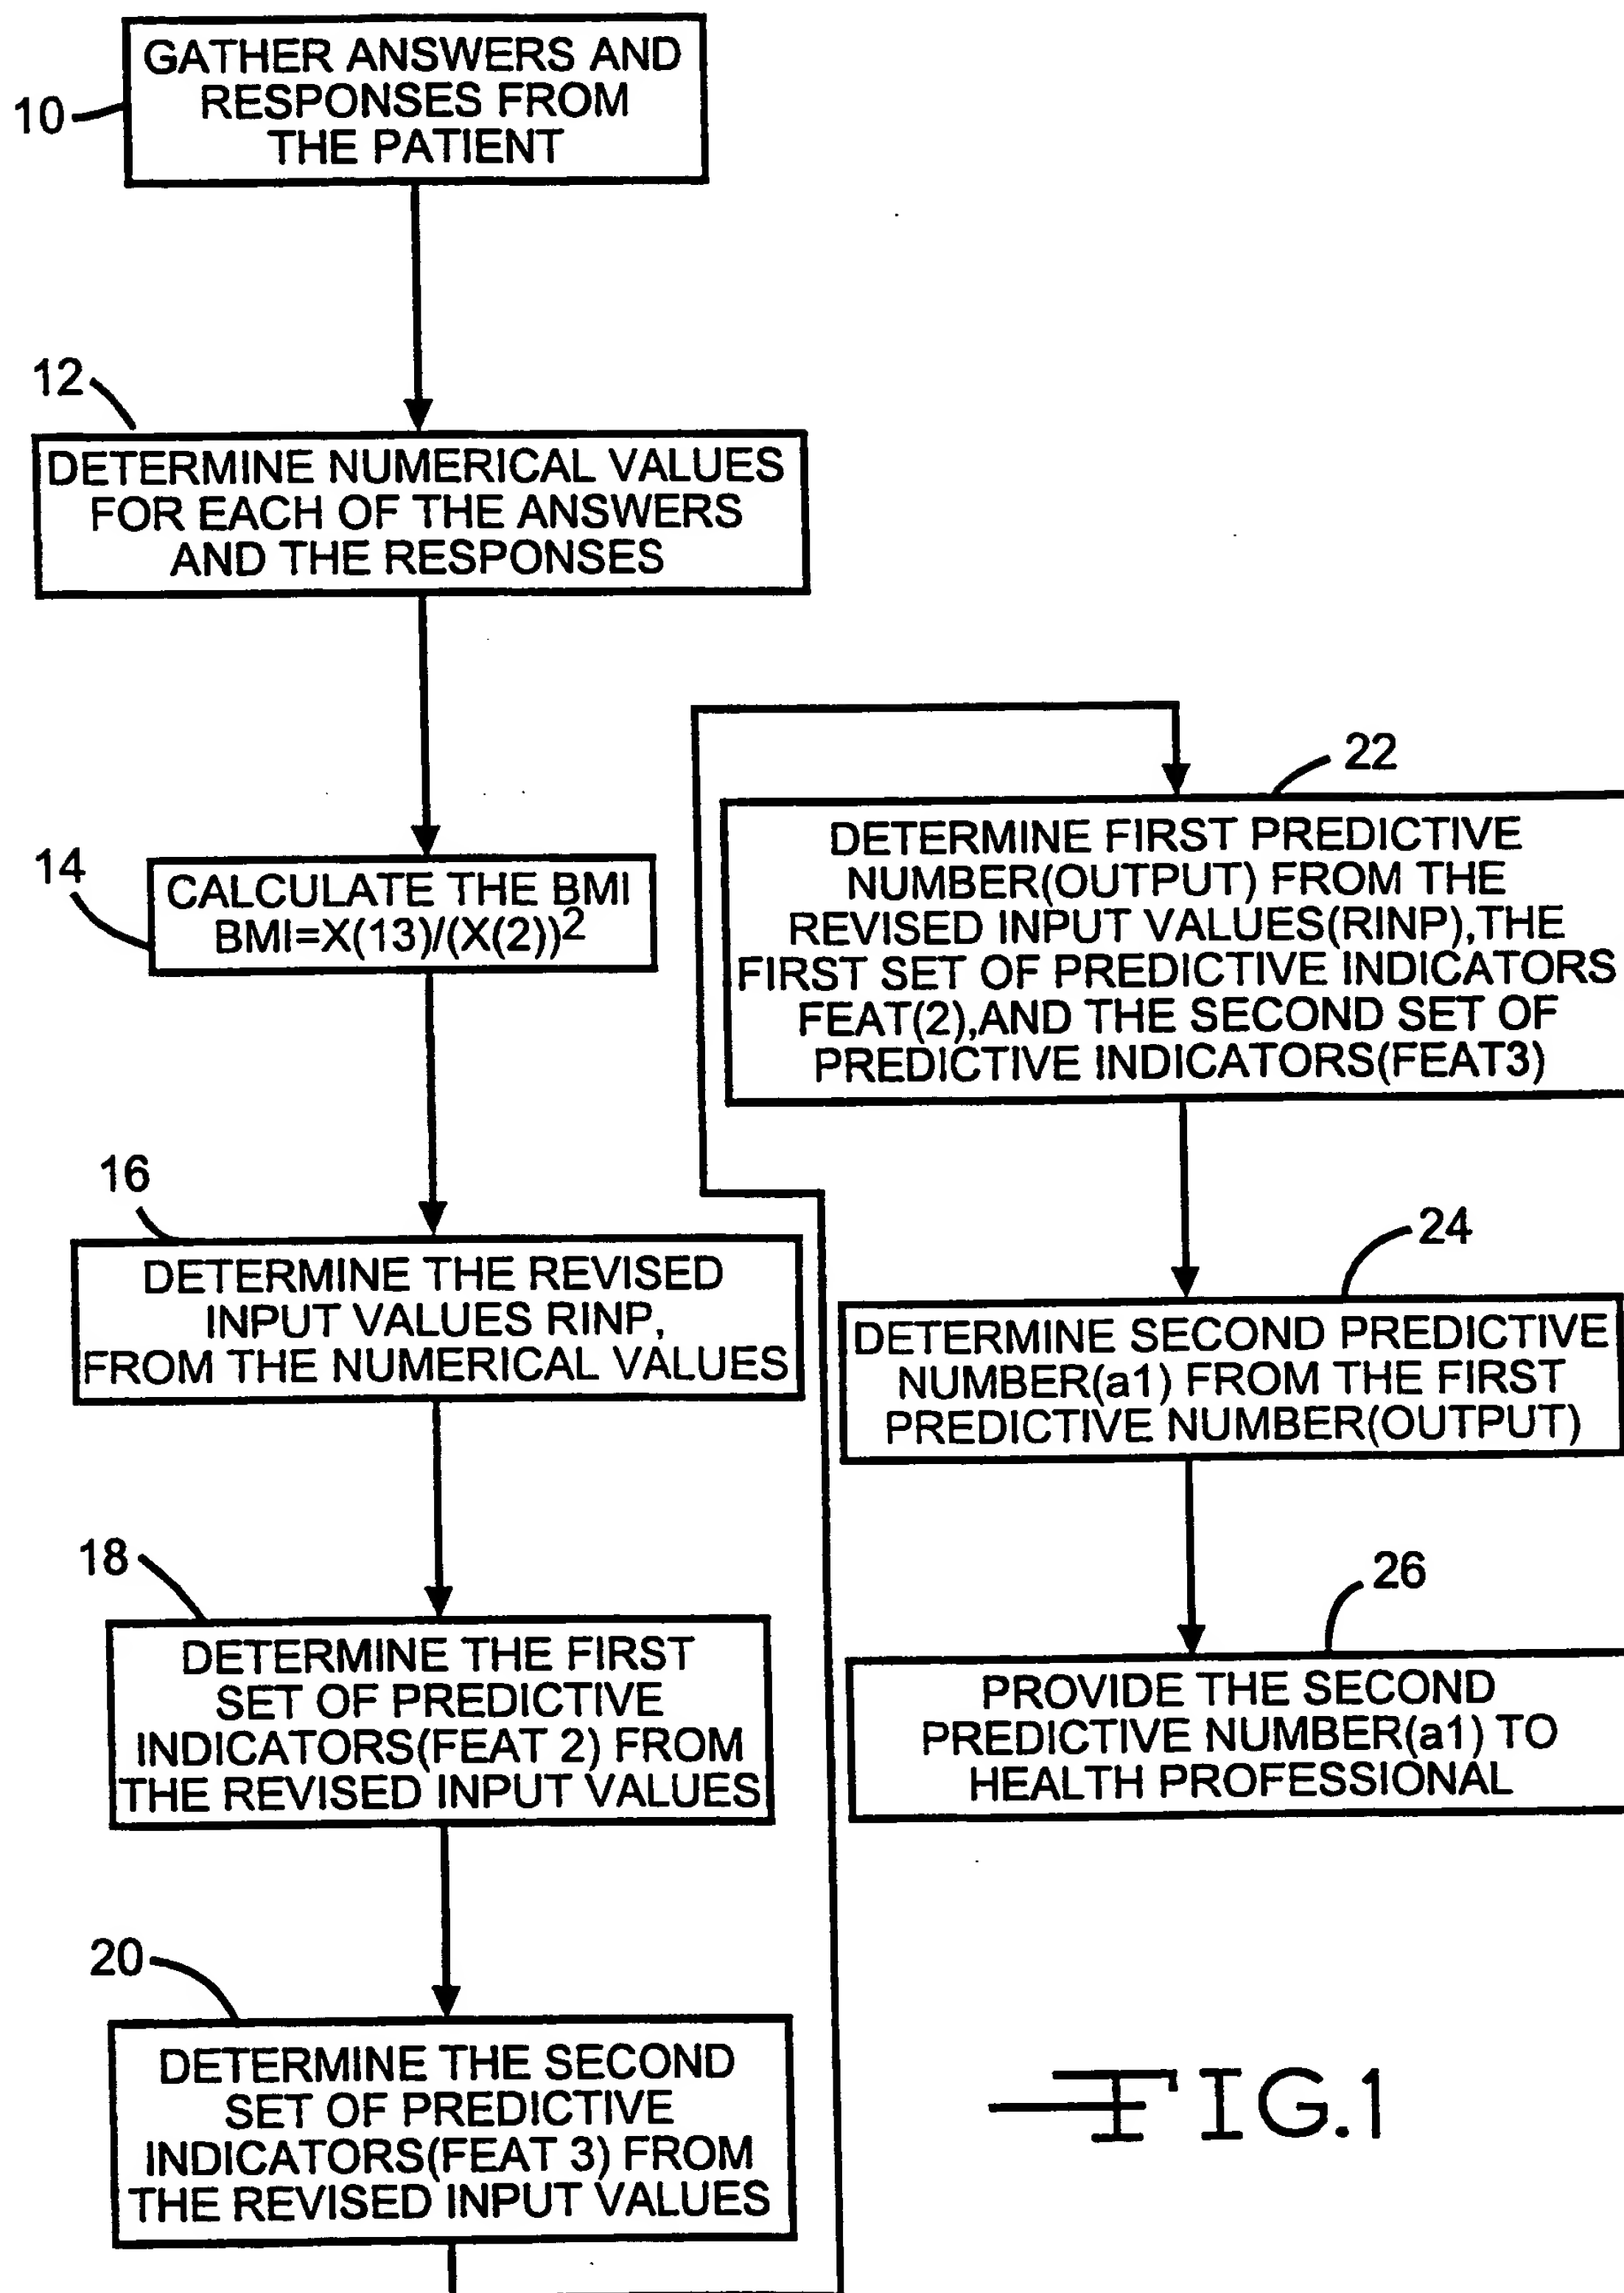 10
GATHER ANSWERS AND
RESPONSES FROM
THE PATIENT
12
DETERMINE NUMERICAL VALUES
FOR EACH OF THE ANSWERS
AND THE RESPONSES
14
CALCULATE THE BMI
BMI=X(13)/(X(2))²
16
DETERMINE THE REVISED
INPUT VALUES RINP,
FROM THE NUMERICAL VALUES
18
DETERMINE THE FIRST
SET OF PREDICTIVE
INDICATORS(FEAT 2) FROM
THE REVISED INPUT VALUES
20
DETERMINE THE SECOND
SET OF PREDICTIVE
INDICATORS(FEAT 3) FROM
THE REVISED INPUT VALUES
22
DETERMINE FIRST PREDICTIVE
NUMBER(OUTPUT) FROM THE
REVISED INPUT VALUES(RINP),THE
FIRST SET OF PREDICTIVE INDICATORS
FEAT(2),AND THE SECOND SET OF
PREDICTIVE INDICATORS(FEAT3)
24
DETERMINE SECOND PREDICTIVE
NUMBER(a1) FROM THE FIRST
PREDICTIVE NUMBER(OUTPUT)
26
PROVIDE THE SECOND
PREDICTIVE NUMBER(a1) TO
HEALTH PROFESSIONAL
FIG.1